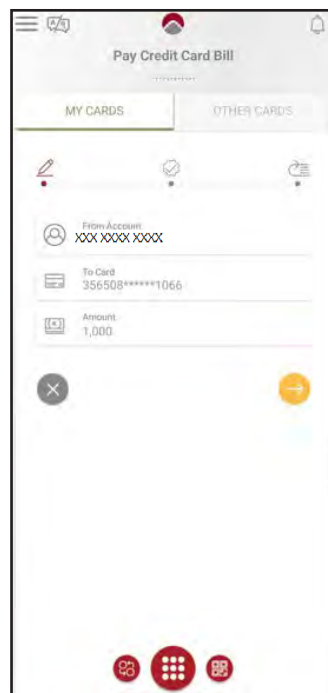 Pay Credit Card Bill
MY CARDS
OTHER CARDS
From Account
XXX XXXX XXXX
To Card
356508******1066
Amount
1,000